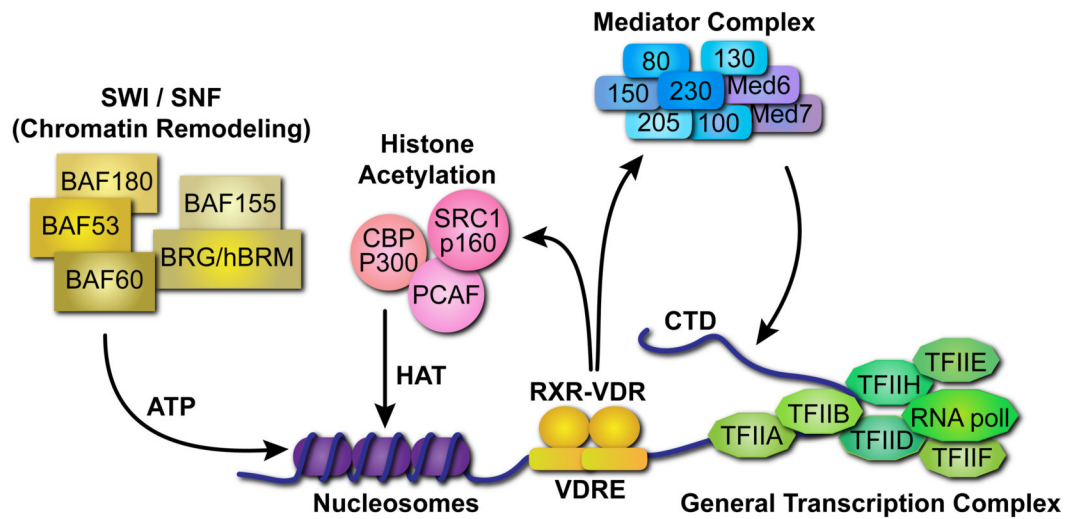 Mediator Complex
80
130
150
230
Med6
205
100
Med7
SWI / SNF
(Chromatin Remodeling)
BAF180
BAF155
BAF53
BRG/hBRM
BAF60
Histone
Acetylation
SRC1
p160
CBP
P300
PCAF
ATP
HAT
Nucleosomes
RXR-VDR
VDRE
CTD
TFIIE
TFIIH
TFIIB
RNA poll
TFIIA
TFIID
TFIIF
General Transcription Complex